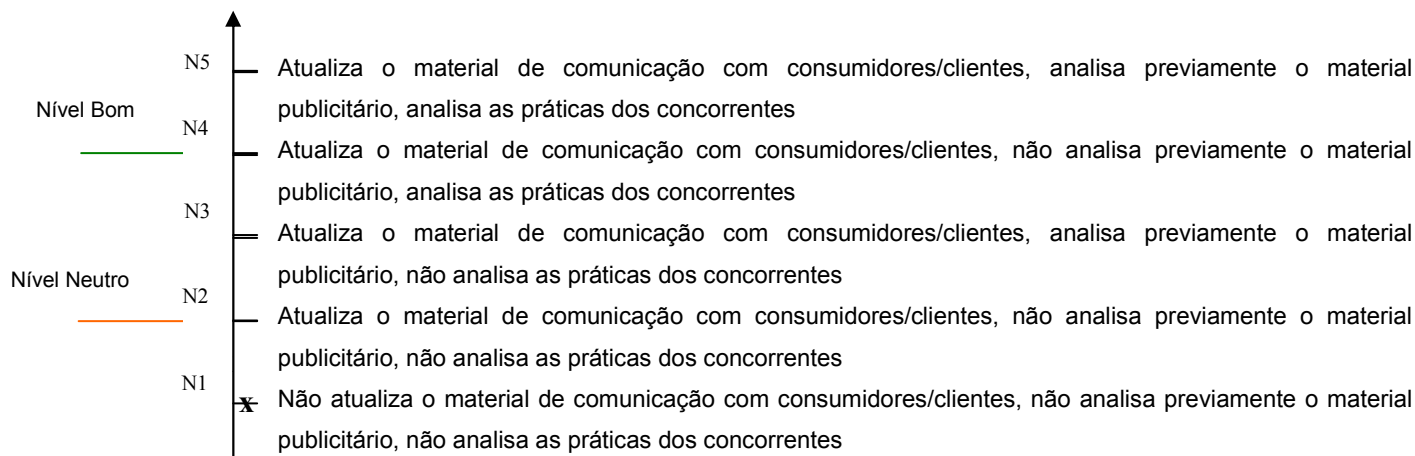 N5
Atualiza o material de comunicação com consumidores/clientes, analisa previamente o material
publicitário, analisa as práticas dos concorrentes
Nível Bom
N4
Atualiza o material de comunicação com consumidores/clientes, não analisa previamente o material
publicitário, analisa as práticas dos concorrentes
N3
Atualiza o material de comunicação com consumidores/clientes, analisa previamente o material
publicitário, não analisa as práticas dos concorrentes
Nível Neutro
N2
Atualiza o material de comunicação com consumidores/clientes, não analisa previamente o material
publicitário, não analisa as práticas dos concorrentes
N1
x
Não atualiza o material de comunicação com consumidores/clientes, não analisa previamente o material
publicitário, não analisa as práticas dos concorrentes